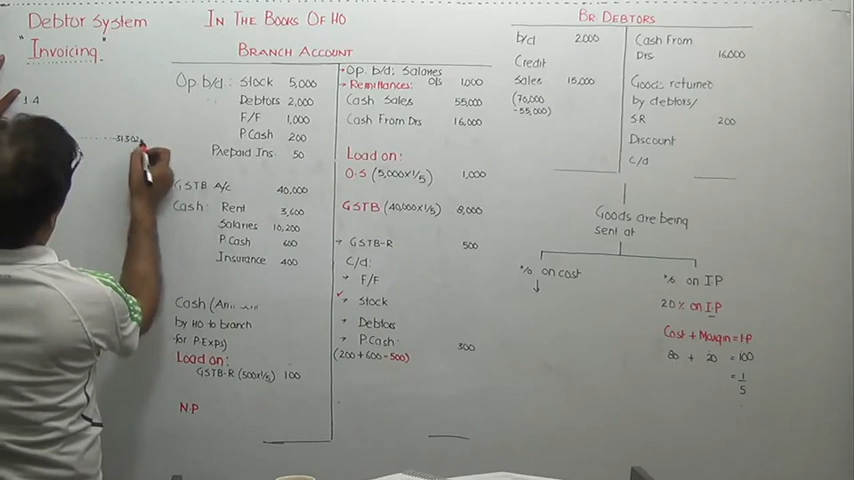 Debtor System
"Invoicing"
1.4
IN THE BOOKS OF HO
BRANCH ACCOUNT
Op b/d: Stock 5,000
Debtors 2,000
F/F 1,000
P.Cash 200
Prepaid Ins 50
GSTB A/c 40,000
Cash: Rent 3,600
Salaries 10,200
P.Cash 600
Insurance 400
Cash
by HO to branch
for P.Exps)
Load on:
GSTB-R (500x1/5) 100
N.P
Op. b/d: Salaries
O/s 1,000
Remittances:
Cash Sales 55,000
Cash From Drs 16,000
Load on:
O.S (5,000x1/5) 1,000
GSTB (40,000x1/5) 8,000
GSTB-R 500
C/d:
F/F
Stock
Debtors
P.Cash 300
(200+600-500)
BR. DEBTORS
b/d 2,000
Credit
Sales 15,000
(70,000
-55,000)
Cash From
Drs 16,000
Goods returned
by debtors/
SR 200
Discount
c/d
Goods are being
sent at
% on cost
% on I.P
20% on I.P
Cost + Margin = I.P
80 + 20 = 100
= 1/5